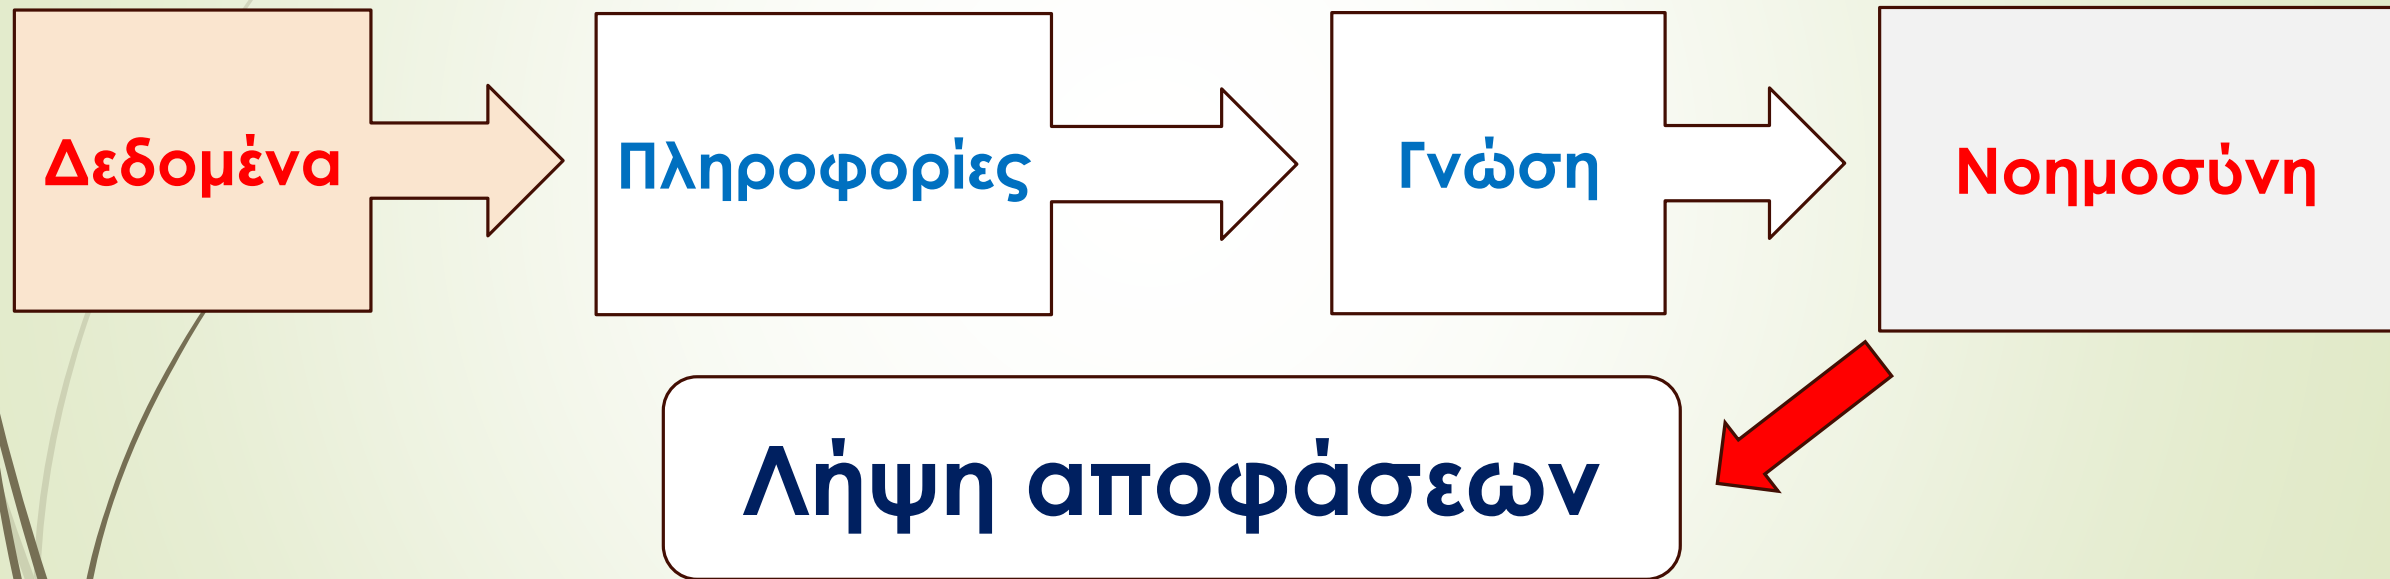 Δεδομένα
Πληροφορίες
Γνώση
Νοημοσύνη
Λήψη αποφάσεων